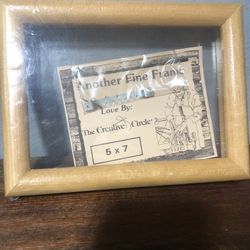 Another Fine Frame
Love By:
The Creative Circle
5 x 7